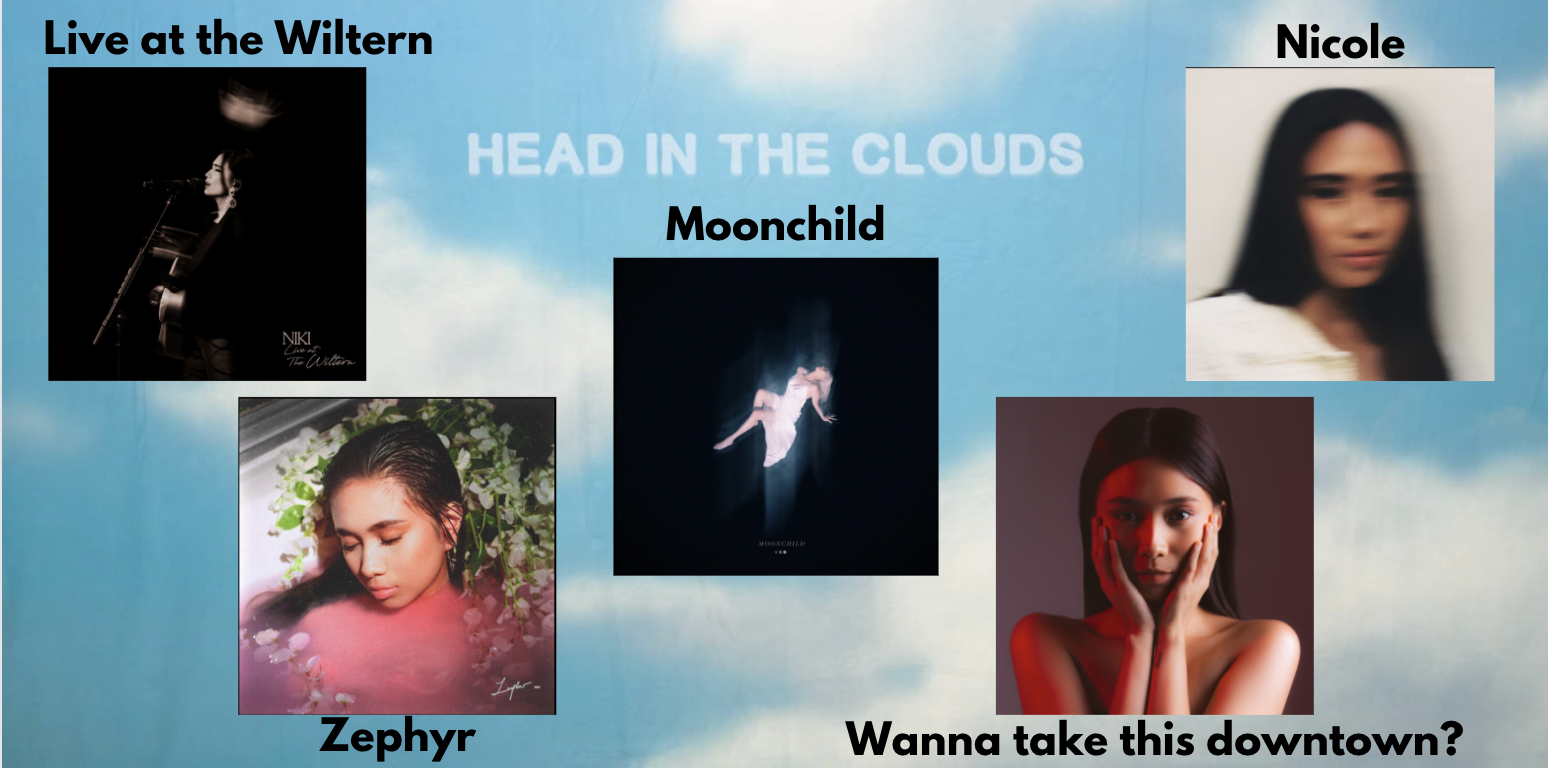 Live at the Wiltern
Nicole
HEAD IN THE CLOUDS
Moonchild
NIKI
Live at
The Wiltern
MOONCHILD
Zephyr -
Zephyr
Wanna take this downtown?